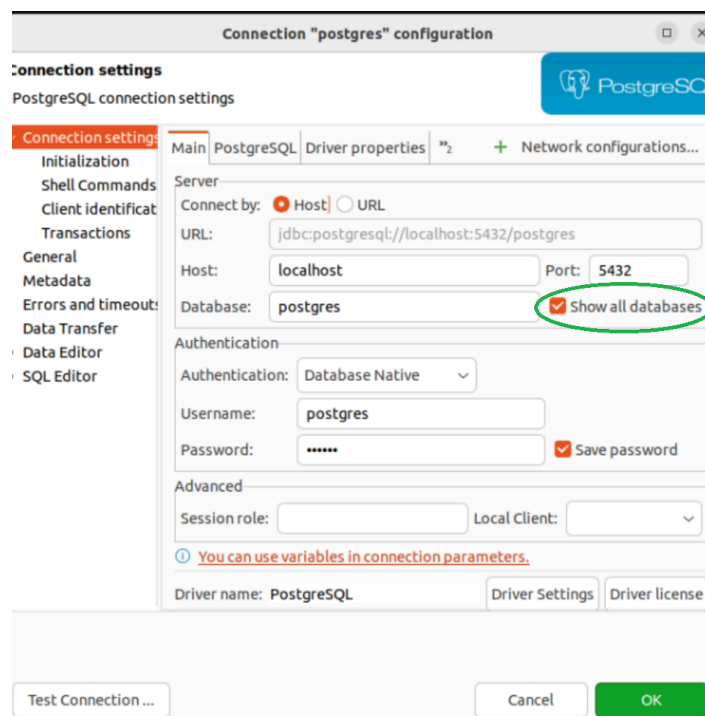 Connection "postgres" configuration
Connection settings
PostgreSQL connection settings
PostgreSQ
Connection settings
Initialization
Shell Commands
Client identificat
Transactions
General
Metadata
Errors and timeouts
Data Transfer
Data Editor
SQL Editor
Main PostgreSQL Driver properties »2 + Network configurations...
Server
Connect by: Host URL
URL: jdbc:postgresql://localhost:5432/postgres
Host: localhost Port: 5432
Database: postgres Show all databases
Authentication
Authentication: Database Native
Username: postgres
Password: •••••• Save password
Advanced
Session role: Local Client:
You can use variables in connection parameters.
Driver name: PostgreSQL Driver Settings Driver license
Test Connection ... Cancel OK